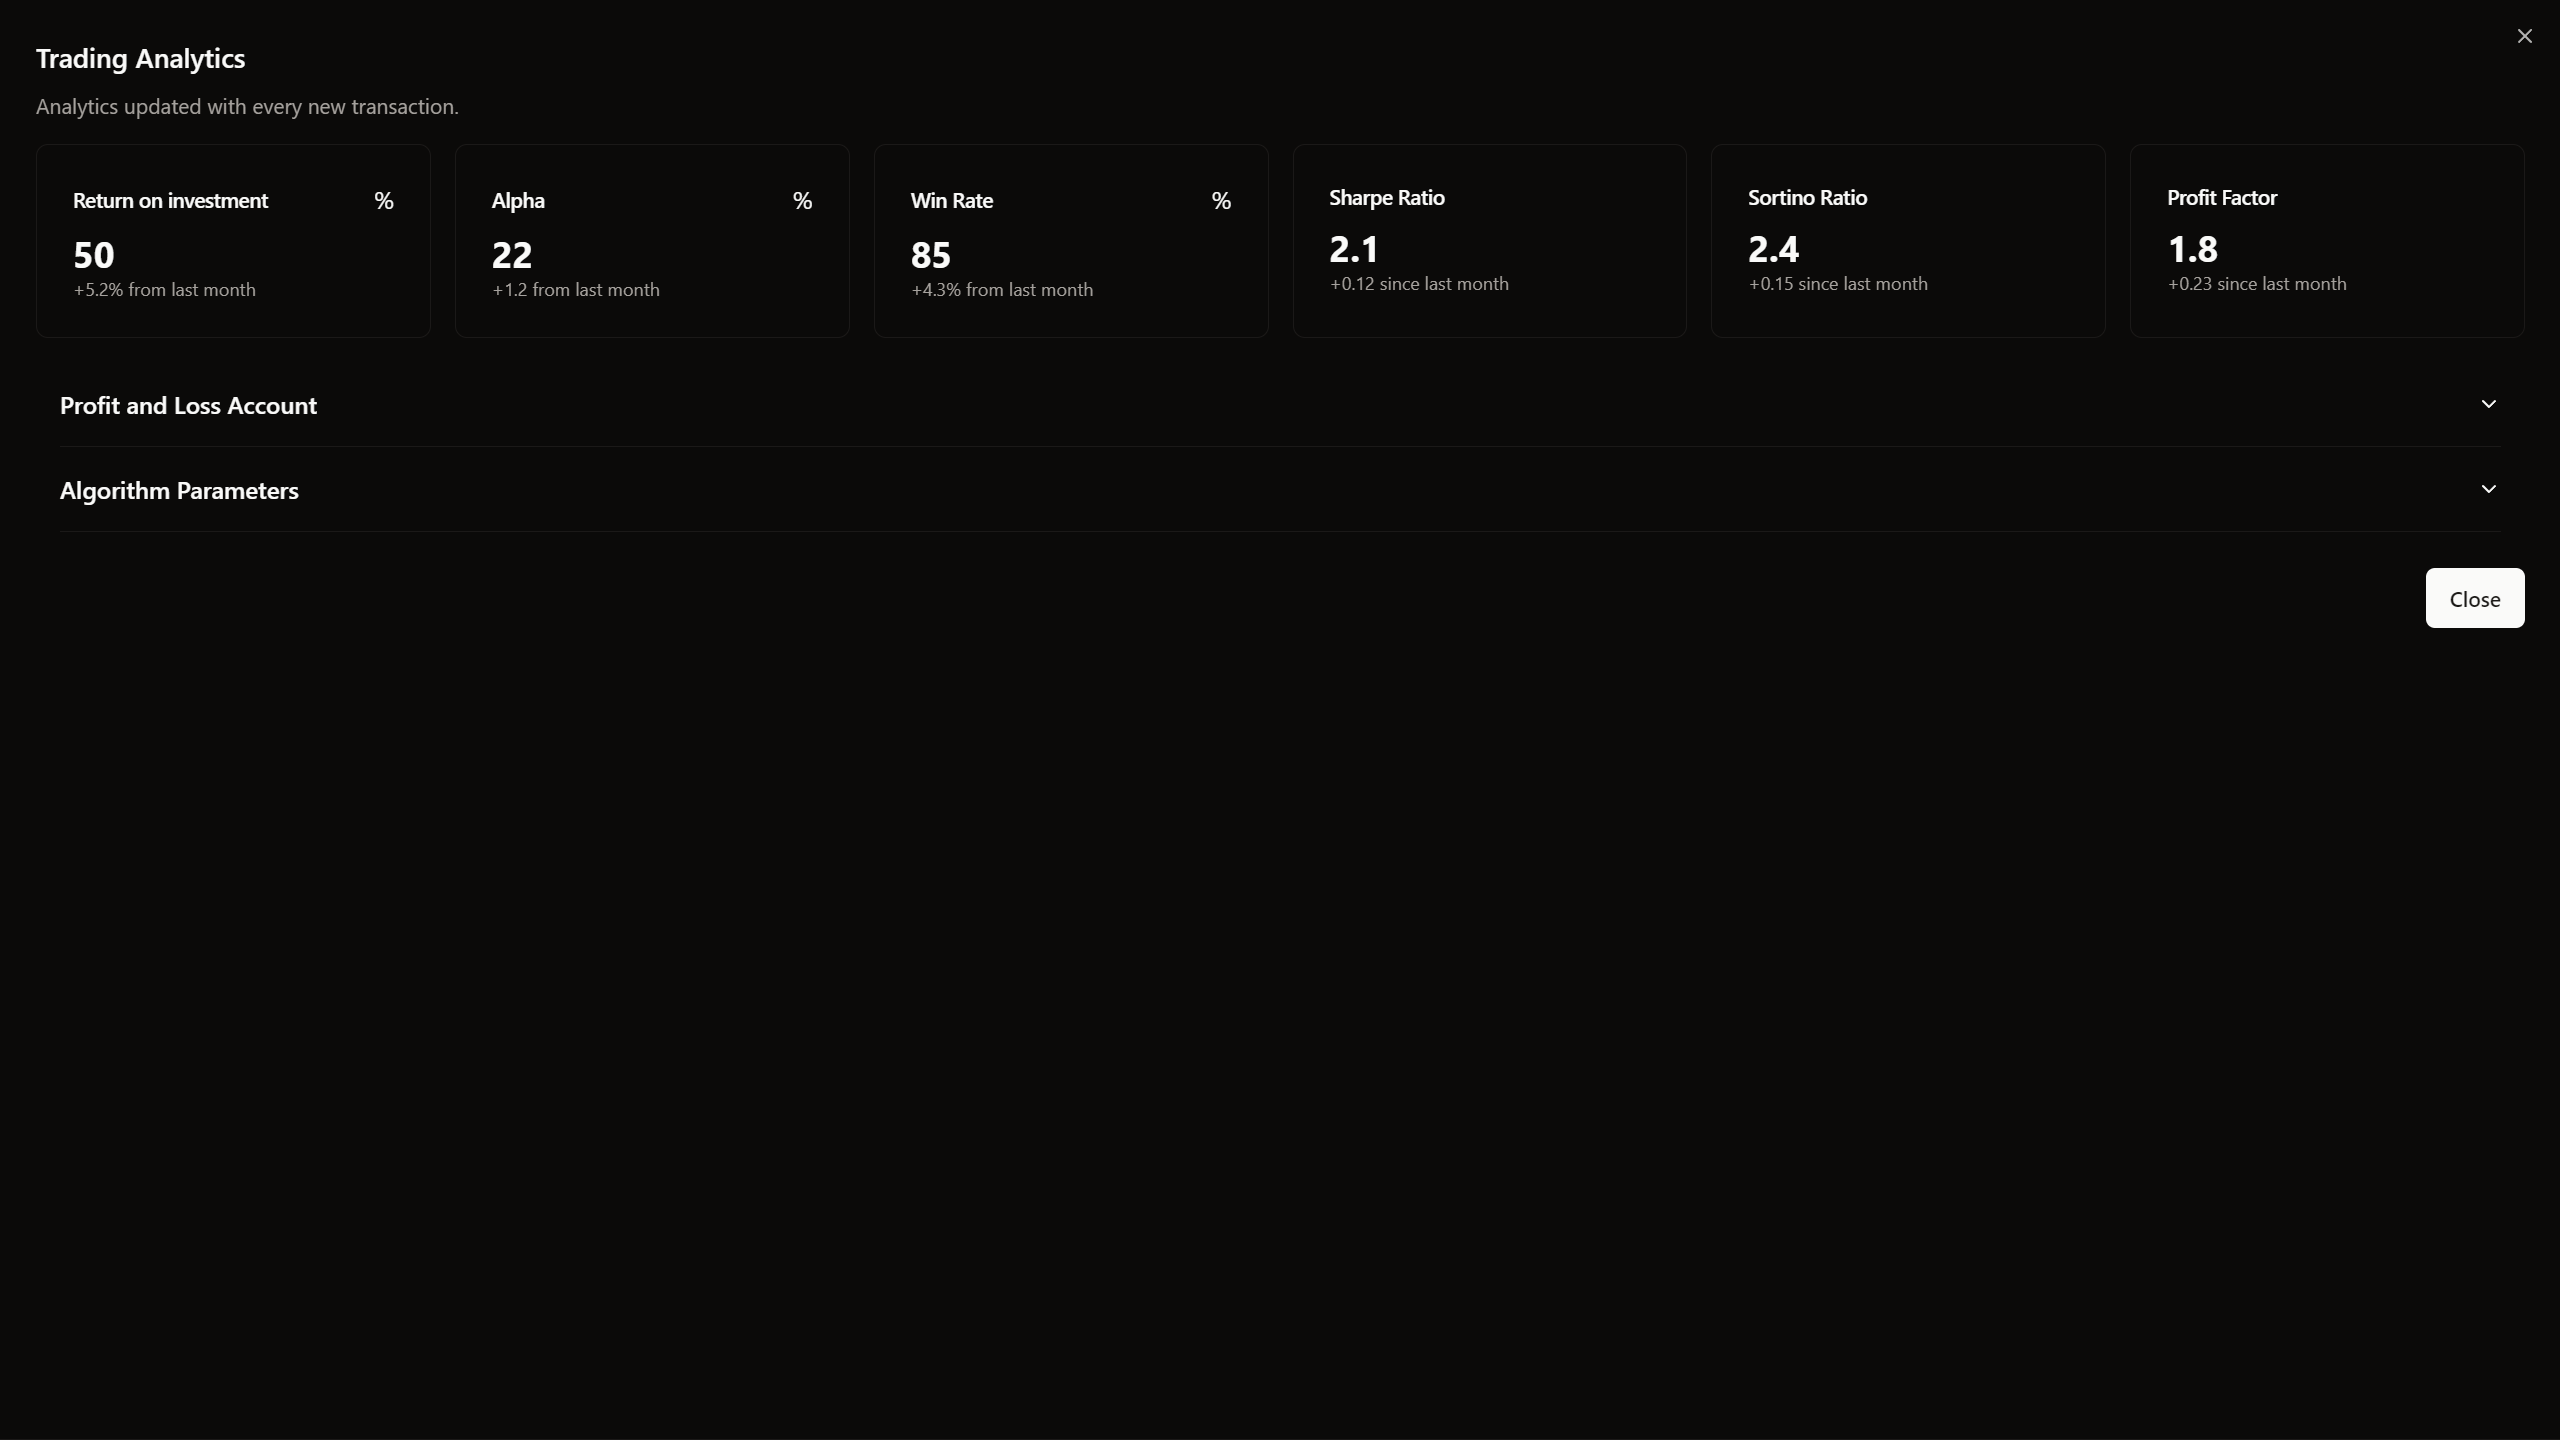 Trading Analytics
Analytics updated with every new transaction.
Return on investment %
50
+5.2% from last month
Alpha %
22
+1.2 from last month
Win Rate %
85
+4.3% from last month
Sharpe Ratio
2.1
+0.12 since last month
Sortino Ratio
2.4
+0.15 since last month
Profit Factor
1.8
+0.23 since last month
Profit and Loss Account
Algorithm Parameters
Close